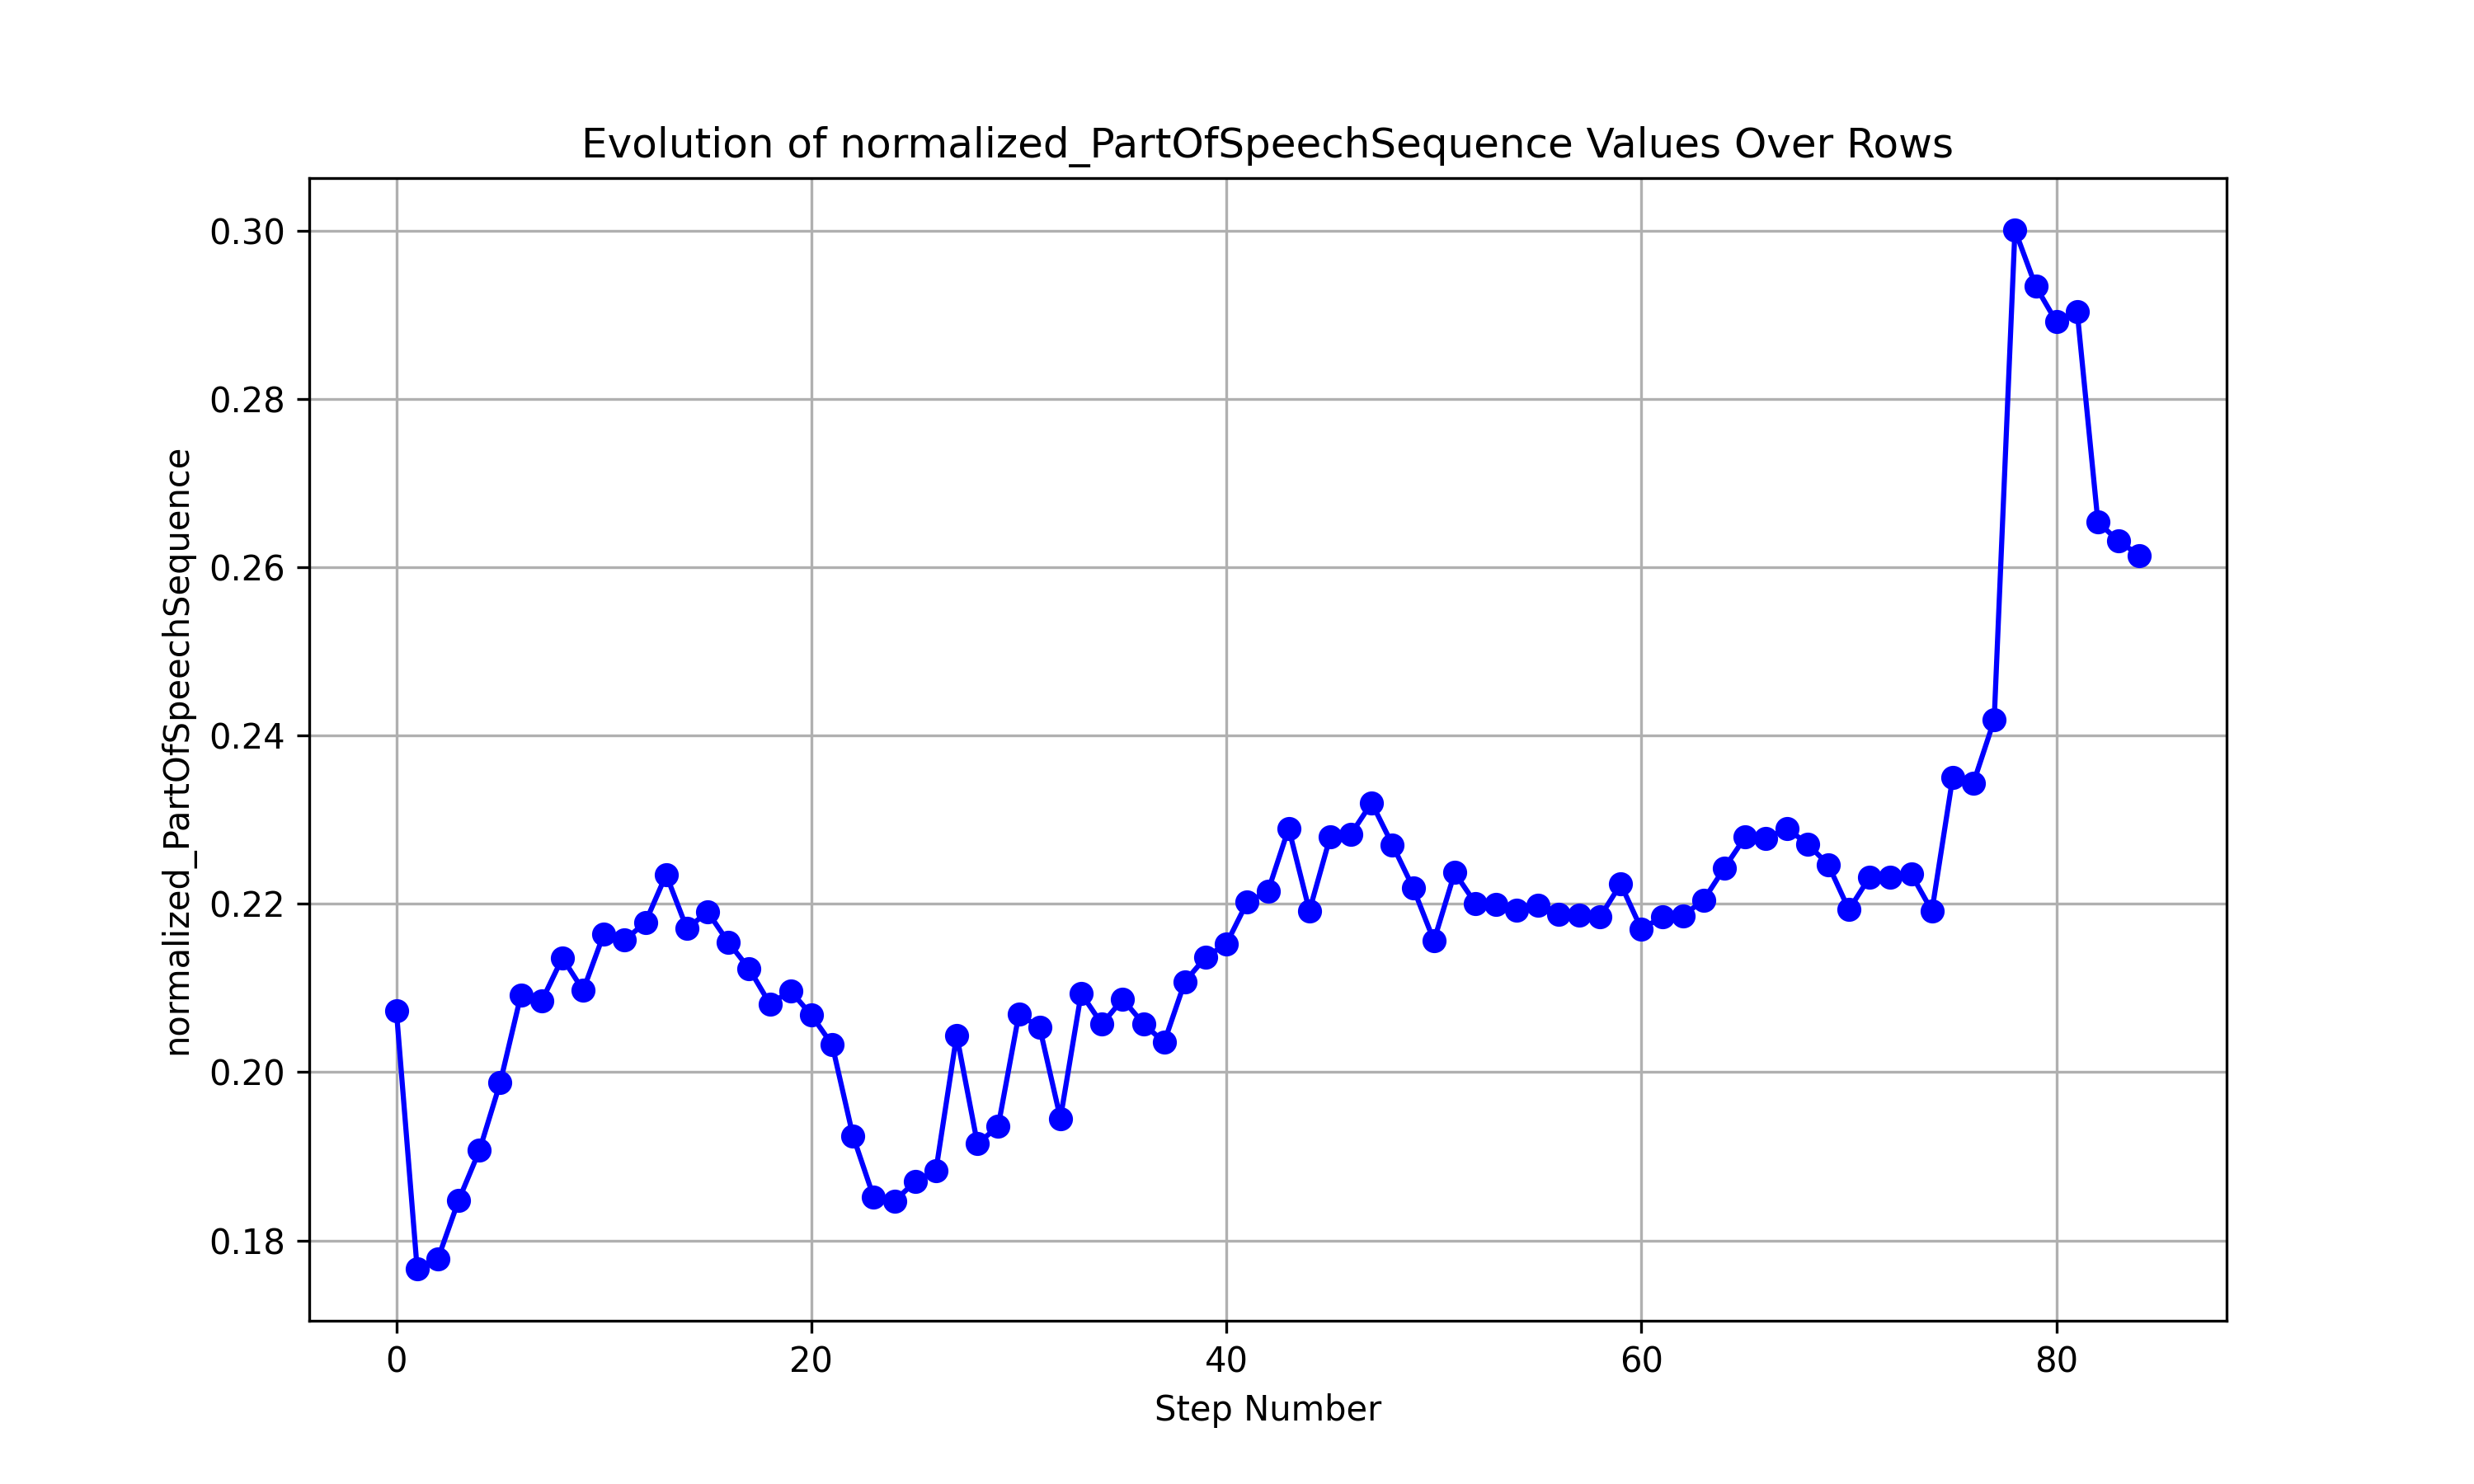 Evolution of normalized_PartOfSpeechSequence Values Over Rows
normalized_PartOfSpeechSequence
0.30
0.28
0.26
0.24
0.22
0.20
0.18
0 20 40 60 80
Step Number